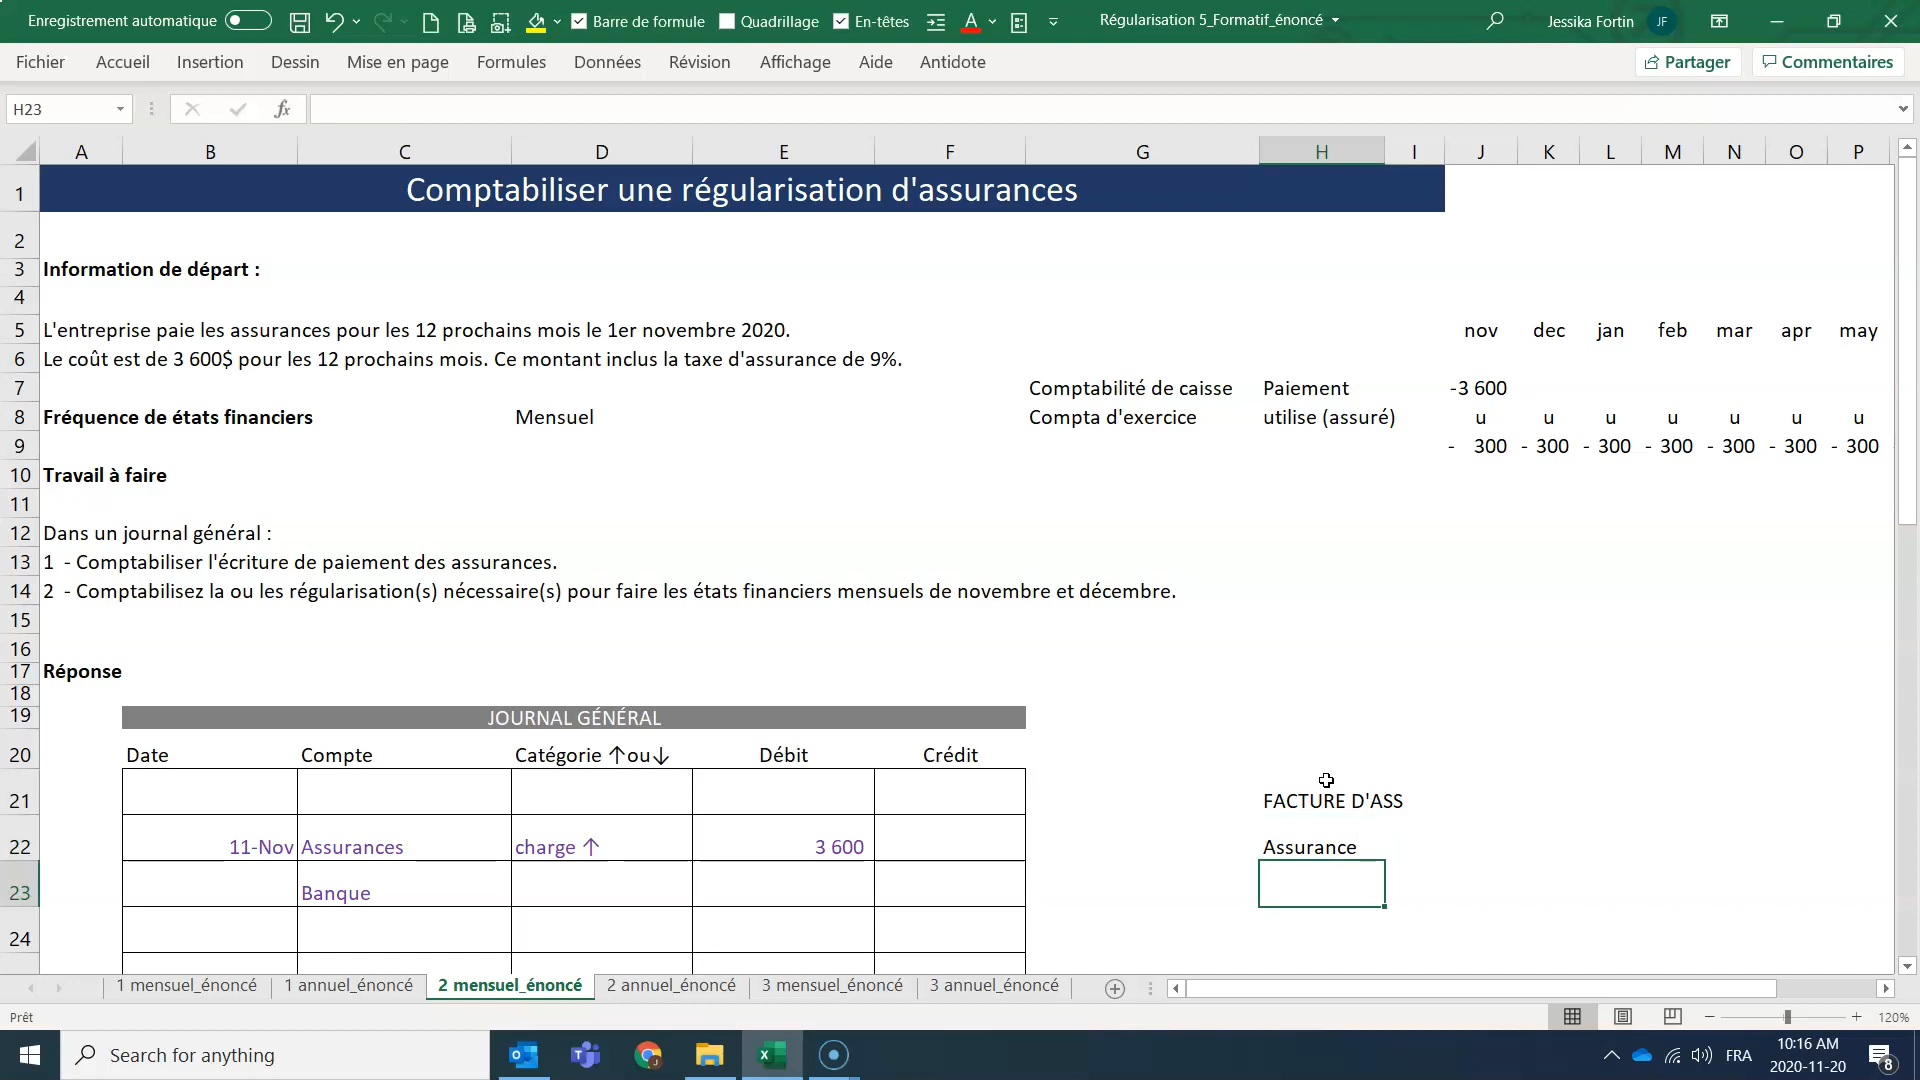 Enregistrement automatique
Barre de formule
Quadrillage
En-têtes
Régularisation 5_Formatif_énoncé
Jessika Fortin
JF
Fichier
Accueil
Insertion
Dessin
Mise en page
Formules
Données
Révision
Affichage
Aide
Antidote
Partager
Commentaires
H23
fx
A B C D E F G H I J K L M N O P
1 Comptabiliser une régularisation d'assurances
2
3 Information de départ :
4
5 L'entreprise paie les assurances pour les 12 prochains mois le 1er novembre 2020. nov dec jan feb mar apr may
6 Le coût est de 3 600$ pour les 12 prochains mois. Ce montant inclus la taxe d'assurance de 9%.
7 Comptabilité de caisse Paiement -3 600
8 Fréquence de états financiers Mensuel Compta d'exercice utilise (assuré) u u u u u u u
9 - 300 - 300 - 300 - 300 - 300 - 300 - 300
10 Travail à faire
11
12 Dans un journal général :
13 1 - Comptabiliser l'écriture de paiement des assurances.
14 2 - Comptabilisez la ou les régularisation(s) nécessaire(s) pour faire les états financiers mensuels de novembre et décembre.
15
16
17 Réponse
18
19 JOURNAL GÉNÉRAL
20 Date Compte Catégorie ↑ou↓ Débit Crédit
21 FACTURE D'ASS
22 11-Nov Assurances charge ↑ 3 600 Assurance
23 Banque
24
1 mensuel_énoncé
1 annuel_énoncé
2 mensuel_énoncé
2 annuel_énoncé
3 mensuel_énoncé
3 annuel_énoncé
Prêt
120%
Search for anything
FRA
10:16 AM
2020-11-20
8